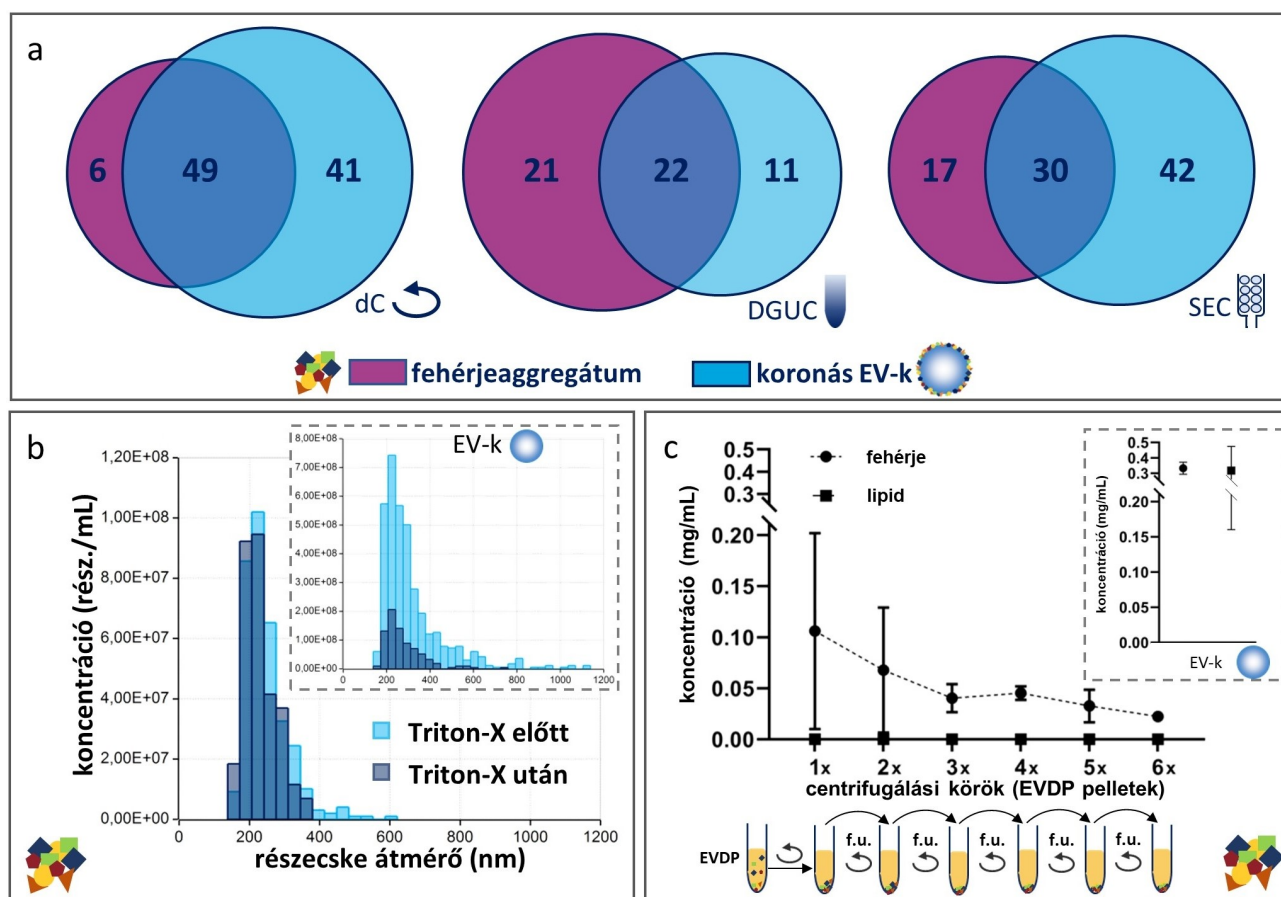 a
6 49 41
dC
21 22 11
DGUC
17 30 42
SEC
fehérjeaggregátum koronás EV-k
b
koncentráció (rész./mL)
1,20E+08
1,00E+08
8,00E+07
6,00E+07
4,00E+07
2,00E+07
0,00E+00
0 200 400 600 800 1000 1200
részecske átmérő (nm)
EV-k
8,00E+08
7,00E+08
6,00E+08
5,00E+08
4,00E+08
3,00E+08
2,00E+08
1,00E+08
0,00E+00
0 200 400 600 800 1000 1200
Triton-X előtt
Triton-X után
c
koncentráció (mg/mL)
0.5
0.4
0.3
0.20
0.15
0.10
0.05
0.00
fehérje
lipid
1x 2x 3x 4x 5x 6x
centrifugálási körök (EVDP pelletek)
koncentráció (mg/mL)
0.5
0.4
0.3
0.20
0.15
0.10
0.05
0.00
EV-k
EVDP
f.u. f.u. f.u. f.u. f.u.